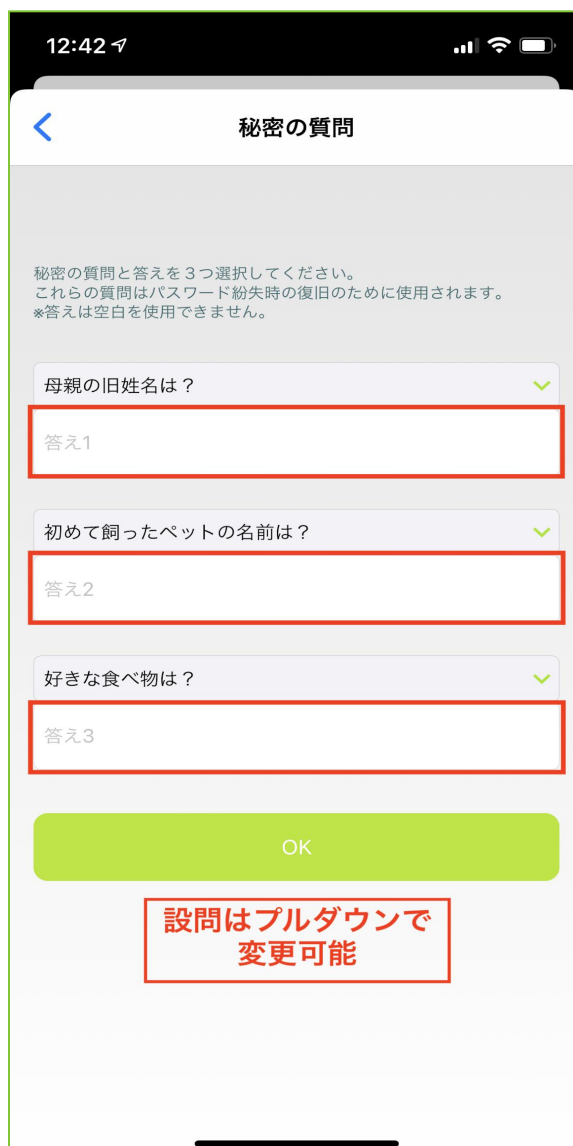 12:42
秘密の質問
秘密の質問と答えを３つ選択してください。
これらの質問はパスワード紛失時の復旧のために使用されます。
※答えは空白を使用できません。
母親の旧姓名は？
答え1
初めて飼ったペットの名前は？
答え2
好きな食べ物は？
答え3
OK
設問はプルダウンで
変更可能